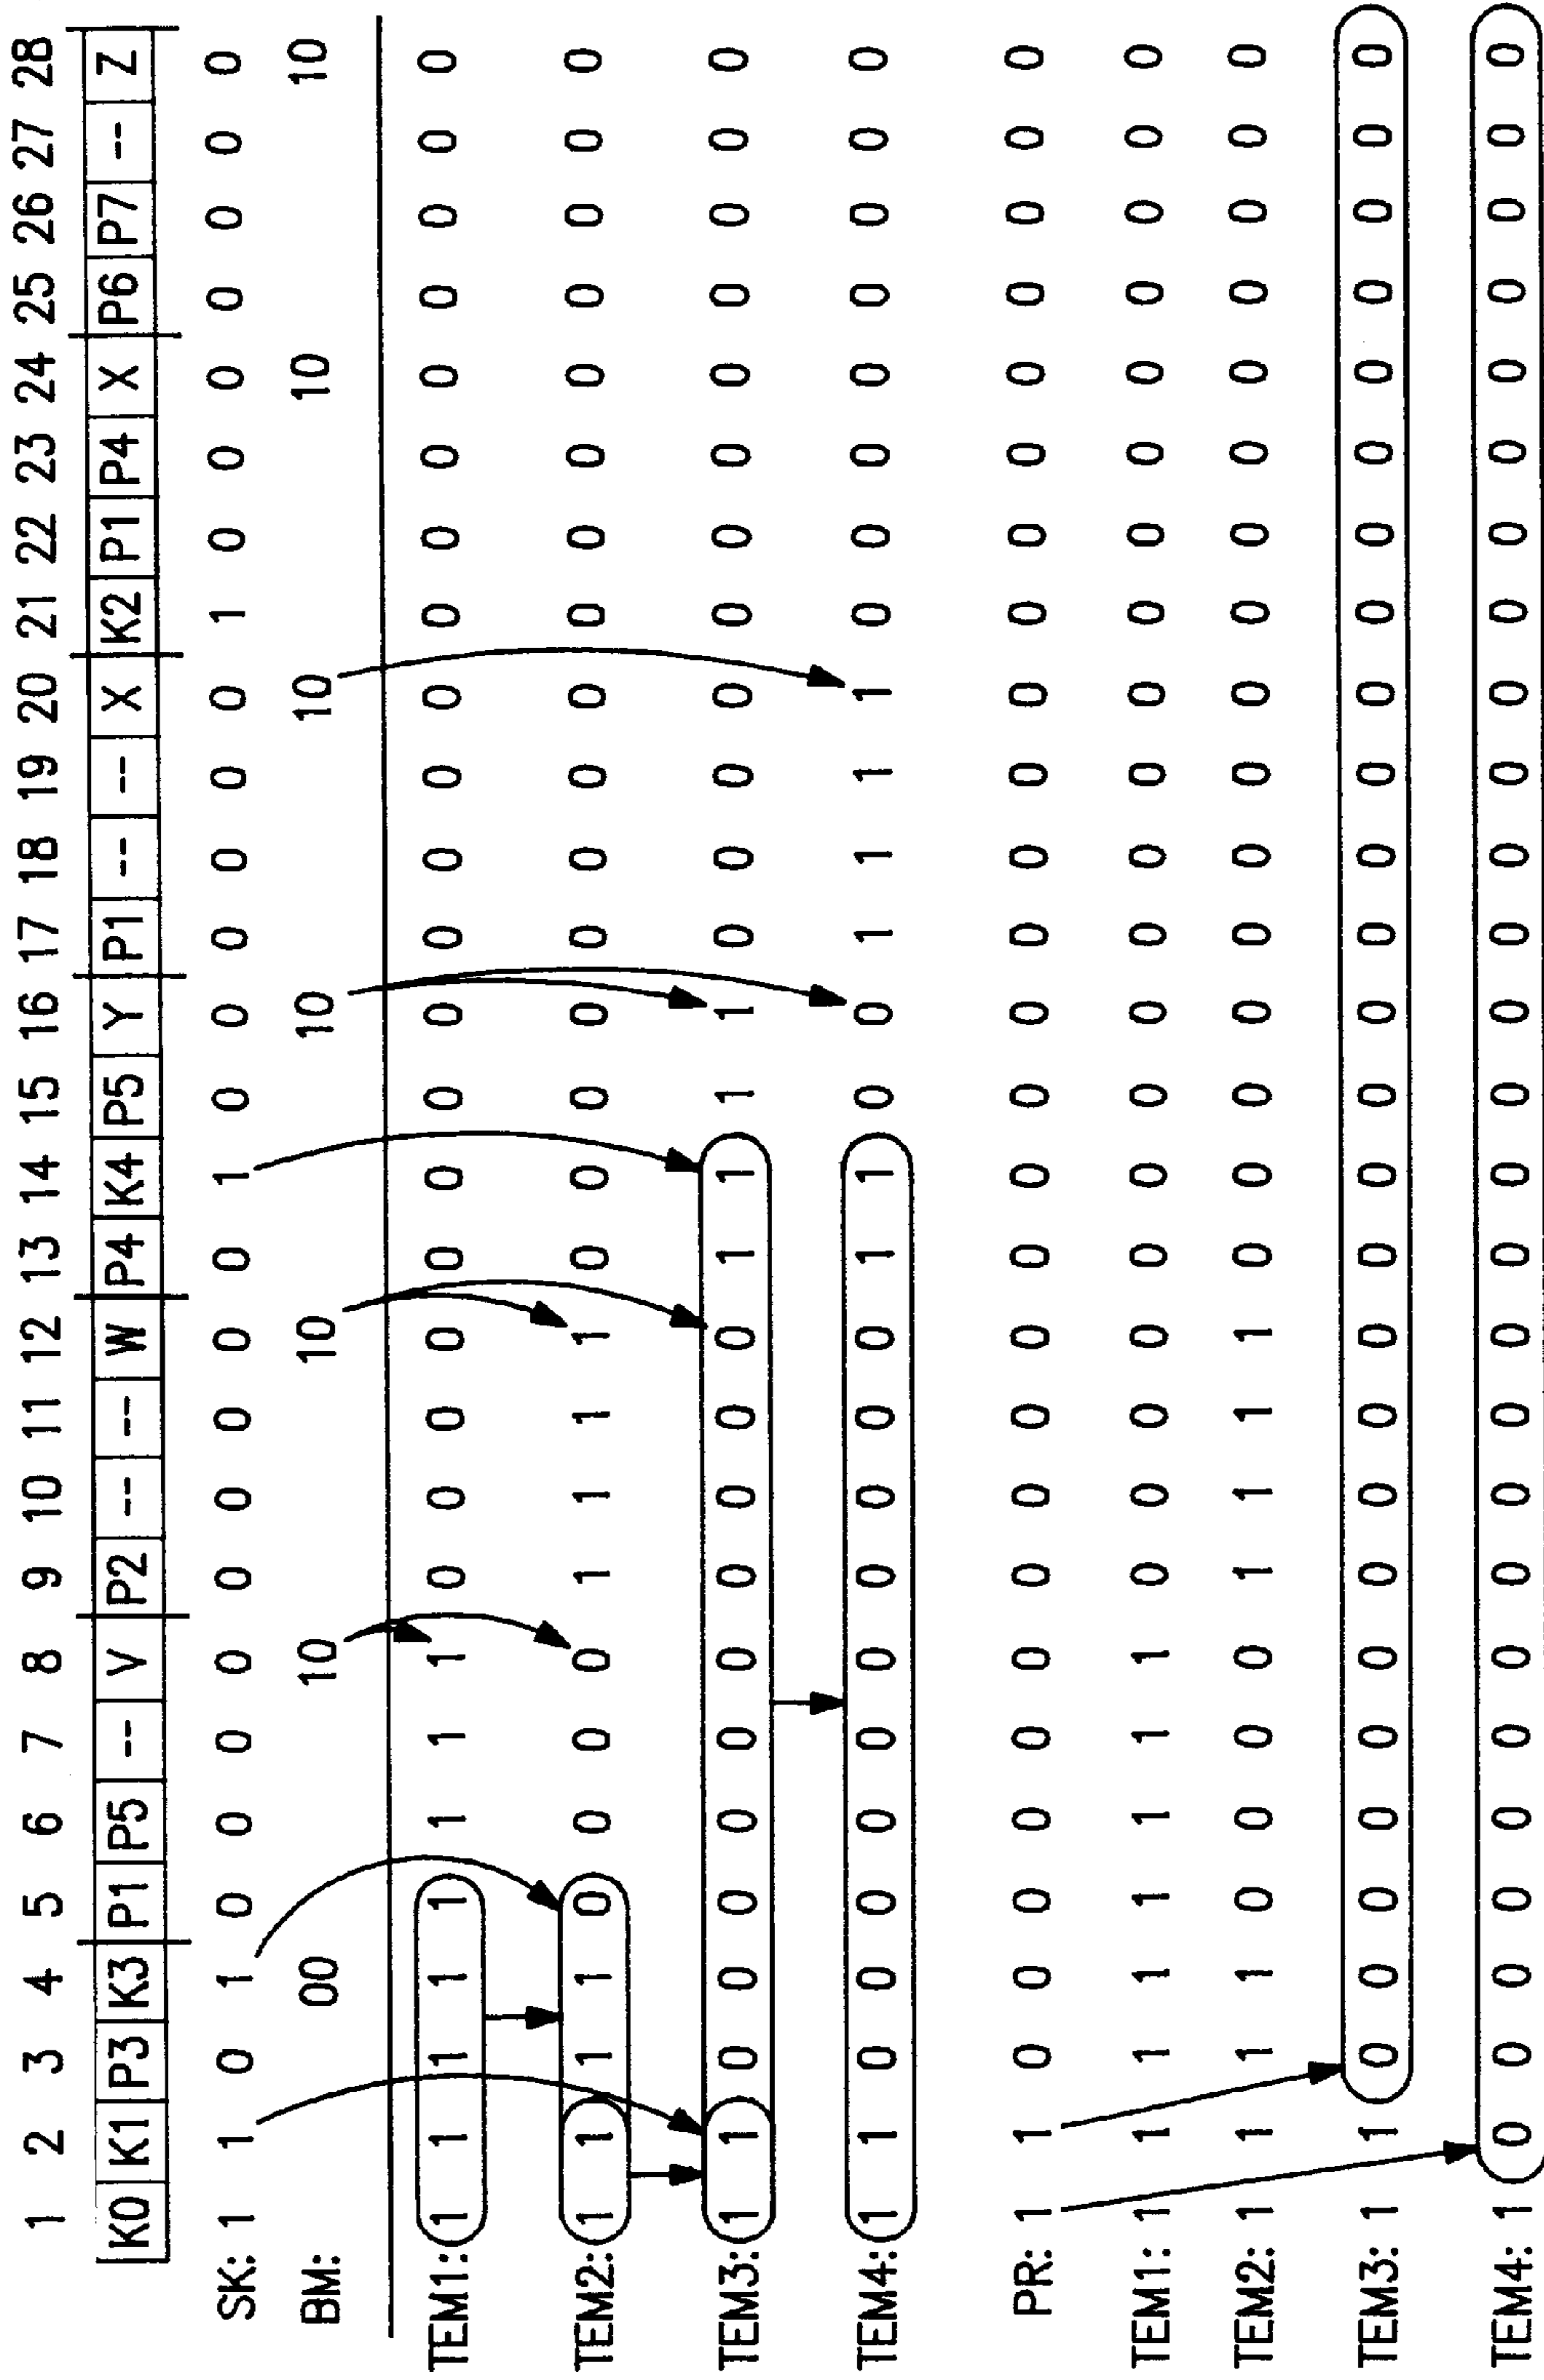 1 2 3 4 5 6 7 8 9 10 11 12 13 14 15 16 17 18 19 20 21 22 23 24 25 26 27 28
K0 K1 P3 K3 P1 P5 -- V P2 -- -- W P4 K4 P5 Y P1 -- -- X K2 P1 P4 X P6 P7 -- Z
SK: 1 1 0 1 0 0 0 0 0 0 0 0 0 1 0 0 0 0 0 0 1 0 0 0 0 0 0 0
BM: 00 10 10 10 10 10 10
TEM1: 1 1 1 1 1 1 1 1 0 0 0 0 0 0 0 0 0 0 0 0 0 0 0 0 0 0 0 0
TEM2: 1 1 1 1 0 0 0 0 1 1 1 1 0 0 0 0 0 0 0 0 0 0 0 0 0 0 0 0
TEM3: 1 1 0 0 0 0 0 0 0 0 0 0 1 1 1 1 0 0 0 0 0 0 0 0 0 0 0 0
TEM4: 1 1 0 0 0 0 0 0 0 0 0 0 1 1 0 0 1 1 1 1 0 0 0 0 0 0 0 0
PR: 1 1 0 0 0 0 0 0 0 0 0 0 0 0 0 0 0 0 0 0 0 0 0 0 0 0 0 0
TEM1: 1 1 1 1 1 1 1 1 0 0 0 0 0 0 0 0 0 0 0 0 0 0 0 0 0 0 0 0
TEM2: 1 1 1 1 0 0 0 0 1 1 1 1 0 0 0 0 0 0 0 0 0 0 0 0 0 0 0 0
TEM3: 1 1 0 0 0 0 0 0 0 0 0 0 0 0 0 0 0 0 0 0 0 0 0 0 0 0 0 0
TEM4: 1 0 0 0 0 0 0 0 0 0 0 0 0 0 0 0 0 0 0 0 0 0 0 0 0 0 0 0